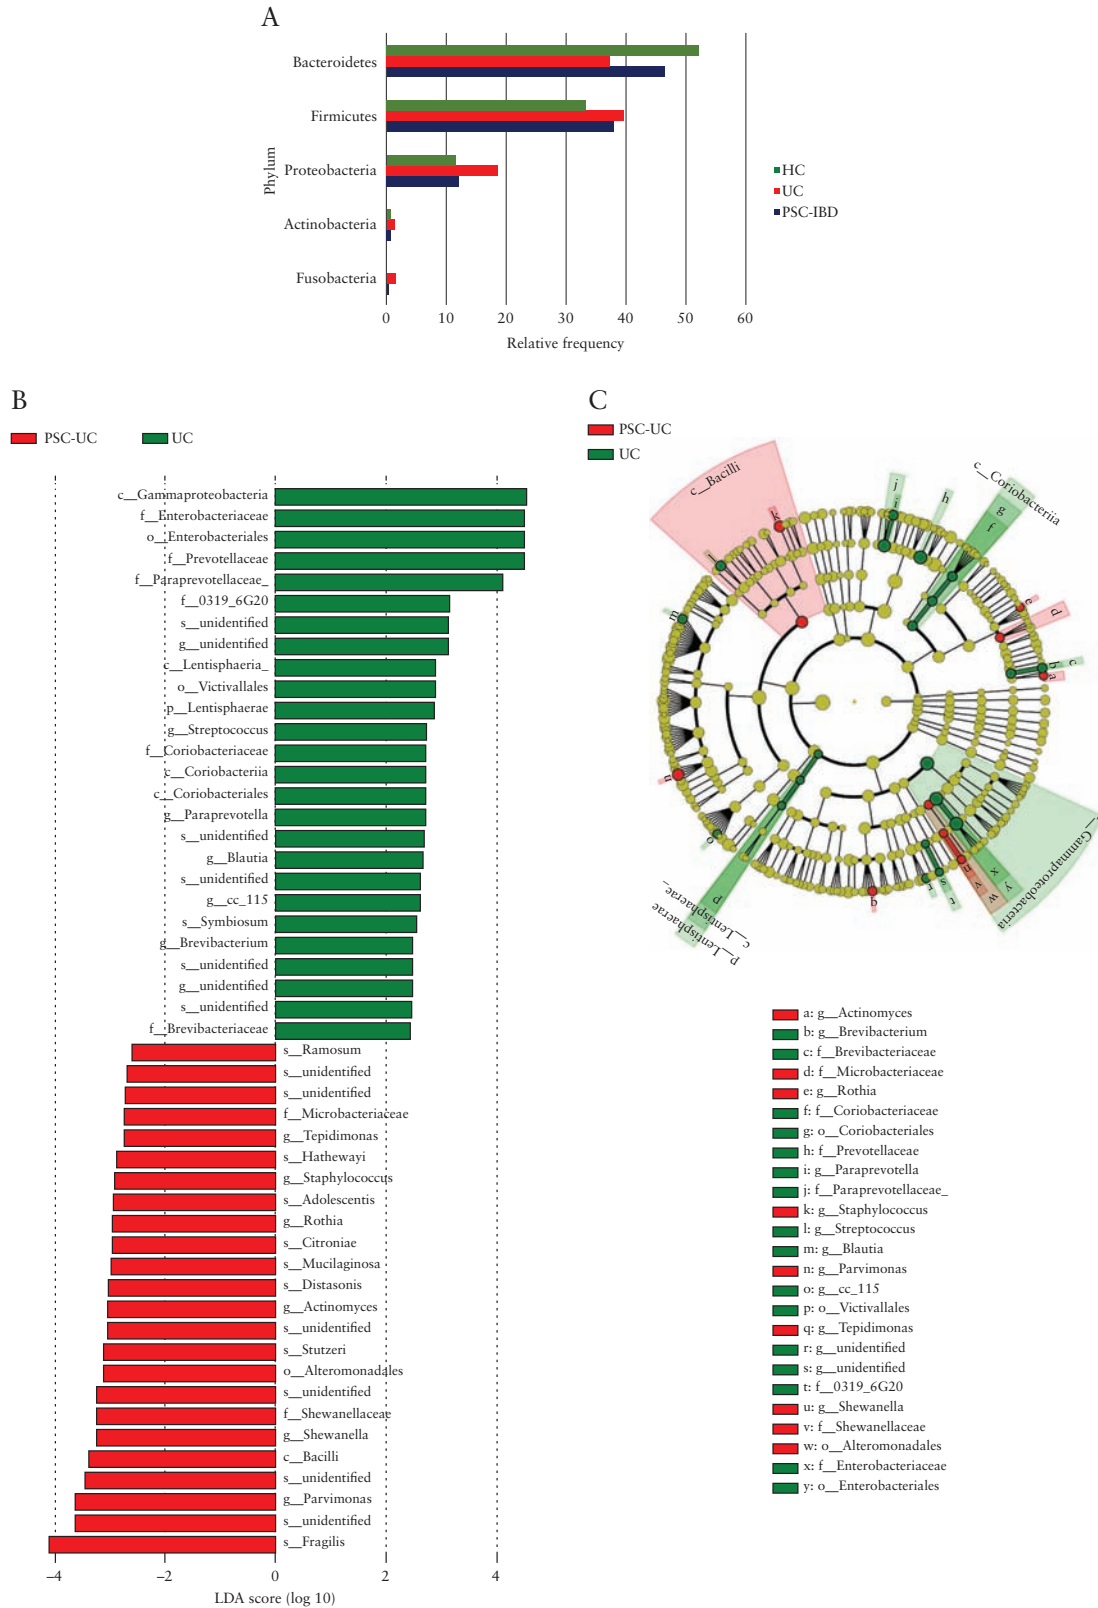 A
Bacteroidetes
Firmicutes
Proteobacteria
Actinobacteria
Fusobacteria
Phylum
0 10 20 30 40 50 60
Relative frequency
HC
UC
PSC-IBD
B
PSC-UC UC
c__Gammaproteobacteria
f__Enterobacteriaceae
o__Enterobacteriales
f__Prevotellaceae
f__Paraprevotellaceae_
f__0319_6G20
s__unidentified
g__unidentified
c__Lentisphaeria_
o__Victivallales
p__Lentisphaerae
g__Streptococcus
f__Coriobacteriaceae
c__Coriobacteriia
c__Coriobacteriales
g__Paraprevotella
s__unidentified
g__Blautia
s__unidentified
g__cc_115
s__Symbiosum
g__Brevibacterium
s__unidentified
g__unidentified
s__unidentified
f__Brevibacteriaceae
s__Ramosum
s__unidentified
s__unidentified
f__Microbacteriaceae
g__Tepidimonas
s__Hathewayi
g__Staphylococcus
s__Adolescentis
g__Rothia
s__Citroniae
s__Mucilaginosa
s__Distasonis
g__Actinomyces
s__unidentified
s__Stutzeri
o__Alteromonadales
s__unidentified
f__Shewanellaceae
g__Shewanella
c__Bacilli
s__unidentified
g__Parvimonas
s__unidentified
s__Fragilis
–4 –2 0 2 4
LDA score (log 10)
C
PSC-UC
UC
c__Bacilli
c__Coriobacteriia
k
j
i
h
g
f
l
m
e
d
c
b
a
n
o
p
c__Lentisphaerae_
p__Lentisphaerae
q
r
s
t
u
v
w
x
y
__Gammaproteobacteria
a: g__Actinomyces
b: g__Brevibacterium
c: f__Brevibacteriaceae
d: f__Microbacteriaceae
e: g__Rothia
f: f__Coriobacteriaceae
g: o__Coriobacteriales
h: f__Prevotellaceae
i: g__Paraprevotella
j: f__Paraprevotellaceae_
k: g__Staphylococcus
l: g__Streptococcus
m: g__Blautia
n: g__Parvimonas
o: g__cc_115
p: o__Victivallales
q: g__Tepidimonas
r: g__unidentified
s: g__unidentified
t: f__0319_6G20
u: g__Shewanella
v: f__Shewanellaceae
w: o__Alteromonadales
x: f__Enterobacteriaceae
y: o__Enterobacteriales